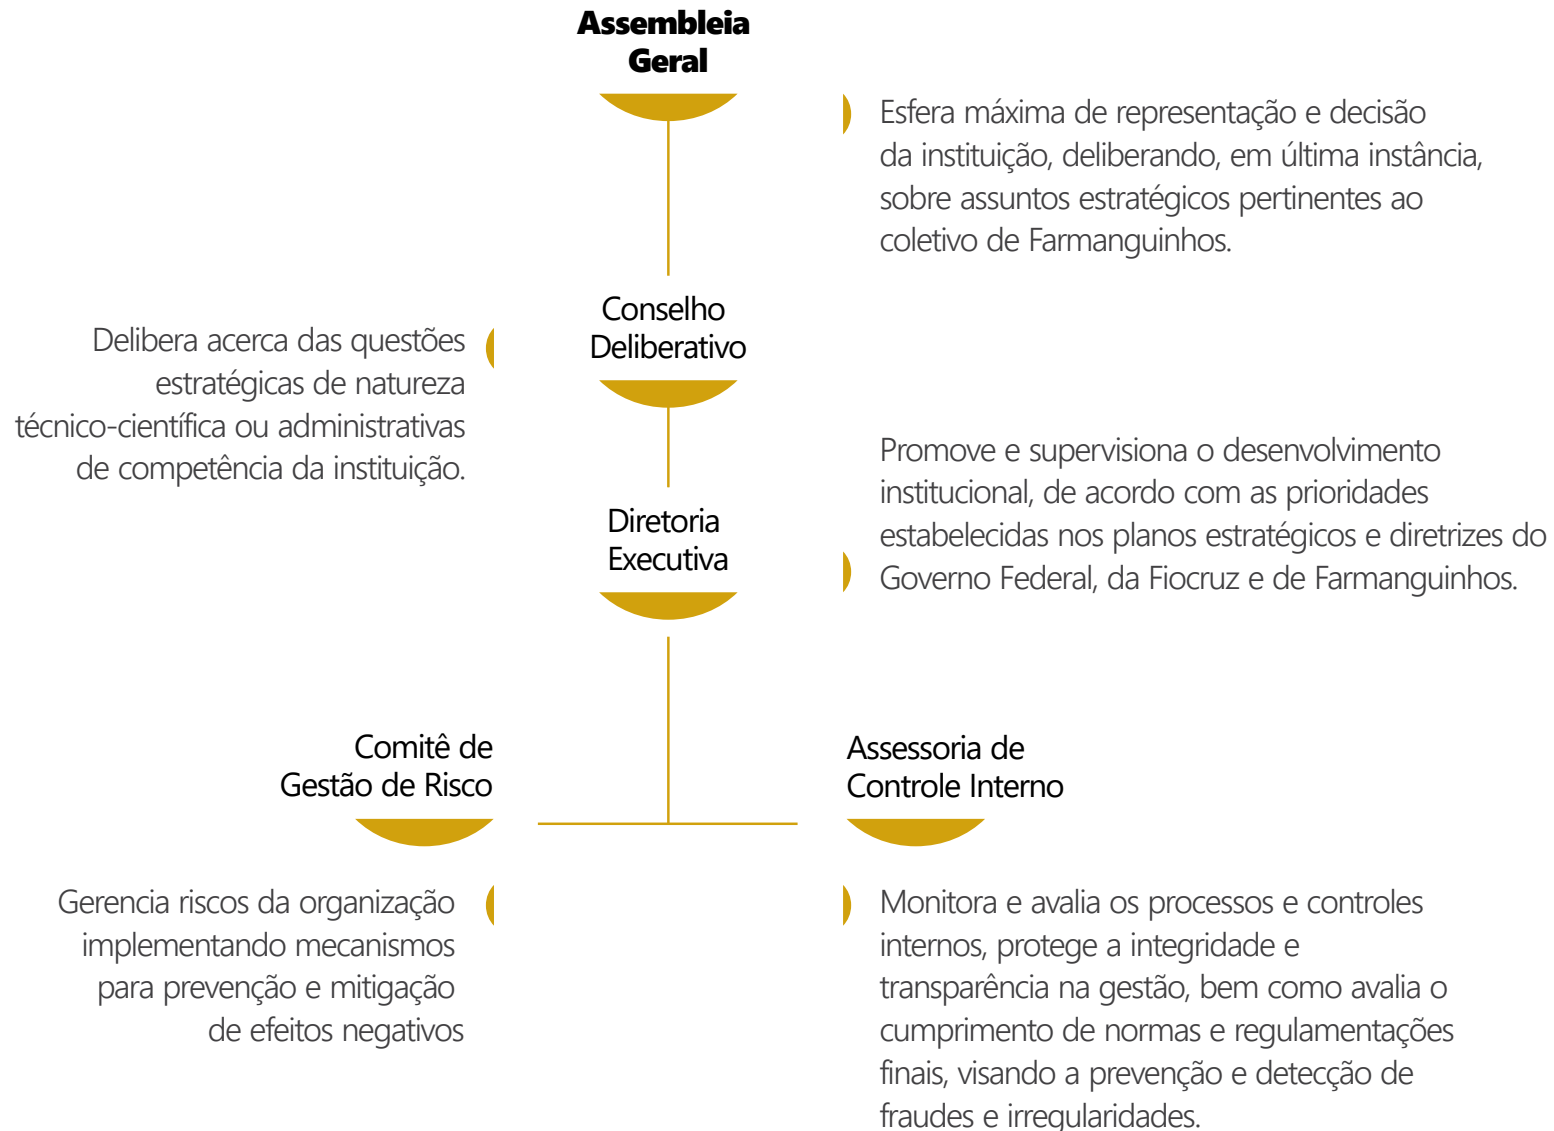 Assembleia
Geral
Esfera máxima de representação e decisão
da instituição, deliberando, em última instância,
sobre assuntos estratégicos pertinentes ao
coletivo de Farmanguinhos.
Conselho
Deliberativo
Delibera acerca das questões
estratégicas de natureza
técnico-científica ou administrativas
de competência da instituição.
Diretoria
Executiva
Promove e supervisiona o desenvolvimento
institucional, de acordo com as prioridades
estabelecidas nos planos estratégicos e diretrizes do
Governo Federal, da Fiocruz e de Farmanguinhos.
Comitê de
Gestão de Risco
Gerencia riscos da organização
implementando mecanismos
para prevenção e mitigação
de efeitos negativos
Assessoria de
Controle Interno
Monitora e avalia os processos e controles
internos, protege a integridade e
transparência na gestão, bem como avalia o
cumprimento de normas e regulamentações
finais, visando a prevenção e detecção de
fraudes e irregularidades.